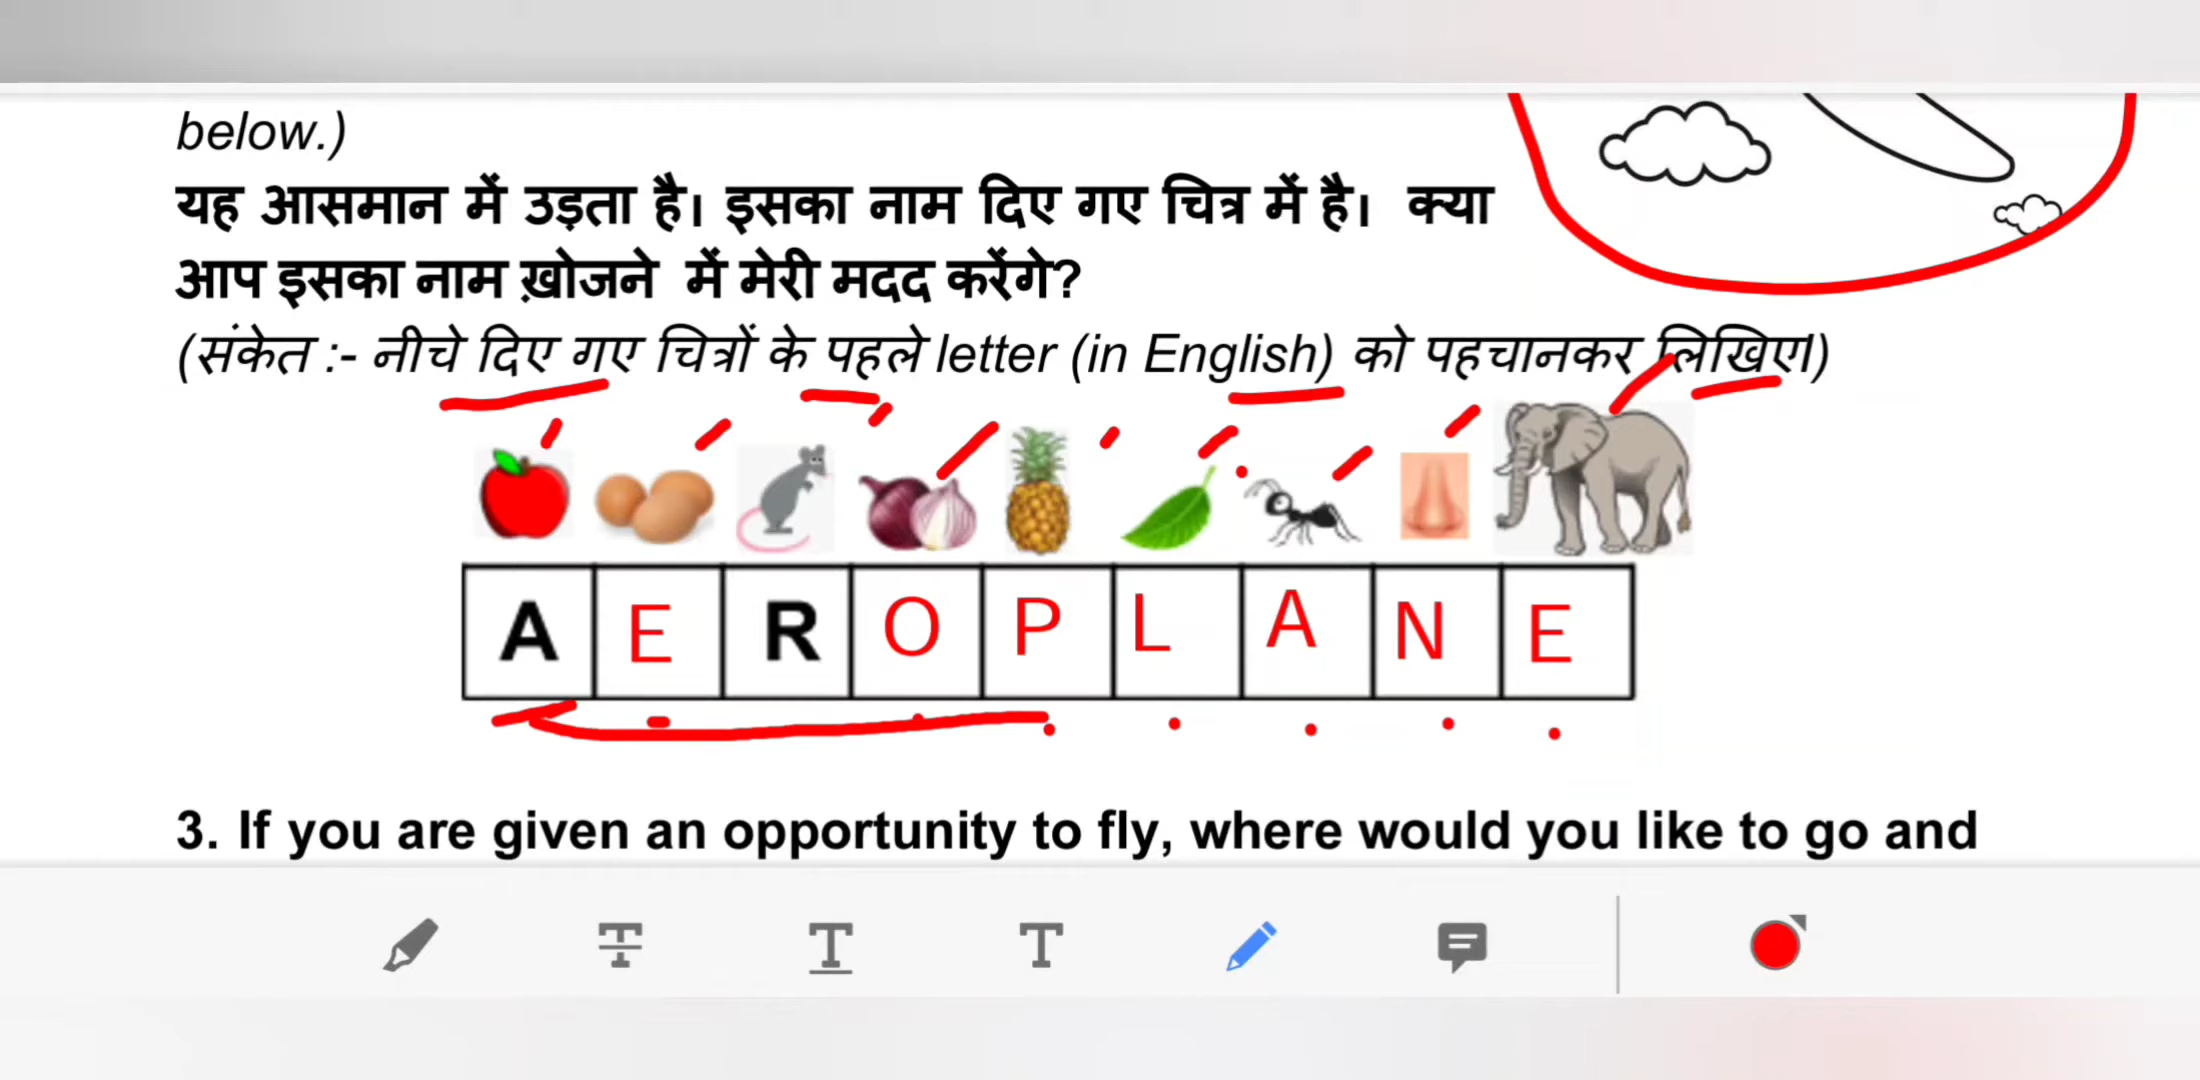 below.)
यह आसमान में उड़ता है। इसका नाम दिए गए चित्र में है। क्या
आप इसका नाम ख़ोजने में मेरी मदद करेंगे?
(संकेत :- नीचे दिए गए चित्रों के पहले letter (in English) को पहचानकर लिखिए।)
A E R O P L A N E
3. If you are given an opportunity to fly, where would you like to go and
T T T